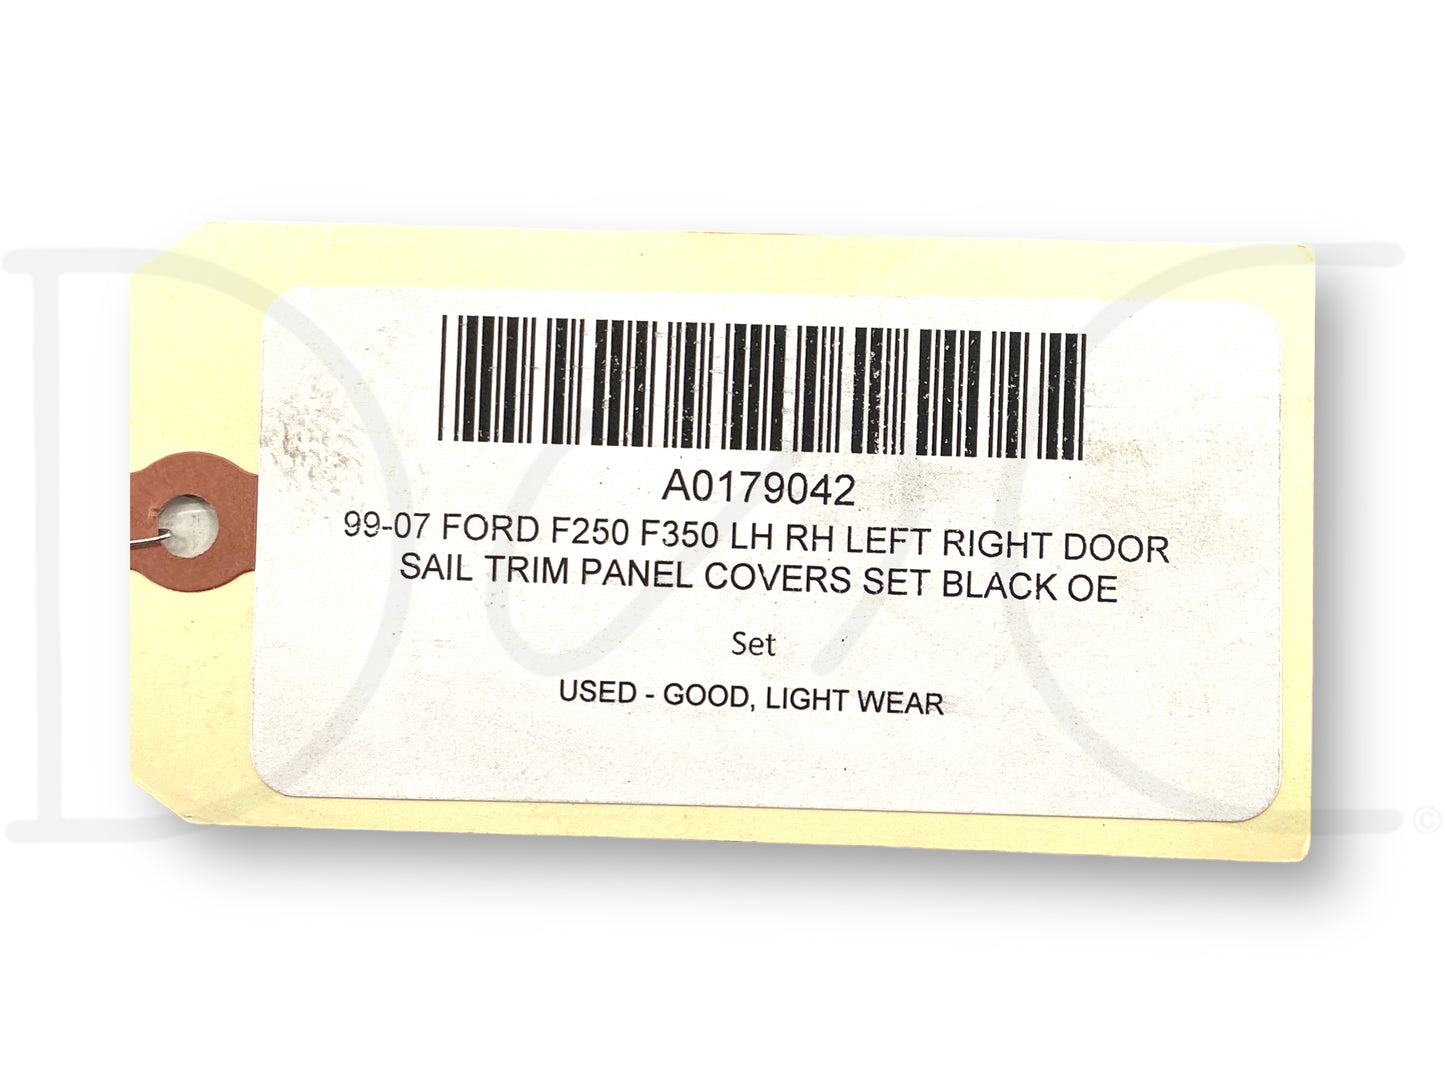 A0179042
99-07 FORD F250 F350 LH RH LEFT RIGHT DOOR
SAIL TRIM PANEL COVERS SET BLACK OE
Set
USED - GOOD, LIGHT WEAR
©